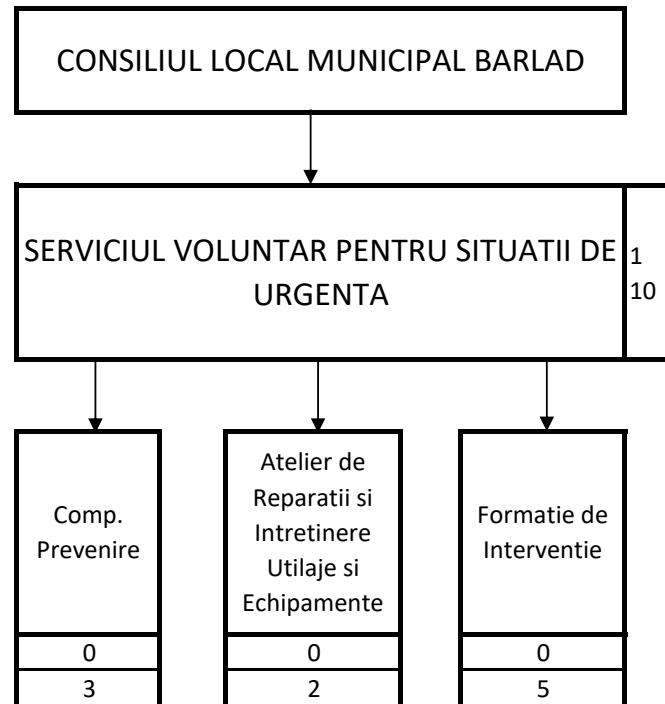 CONSILIUL LOCAL MUNICIPAL BARLAD
SERVICIUL VOLUNTAR PENTRU SITUATII DE
URGENTA
1
10
Comp.
Prevenire
0
3
Atelier de
Reparatii si
Intretinere
Utilaje si
Echipamente
0
2
Formatie de
Interventie
0
5